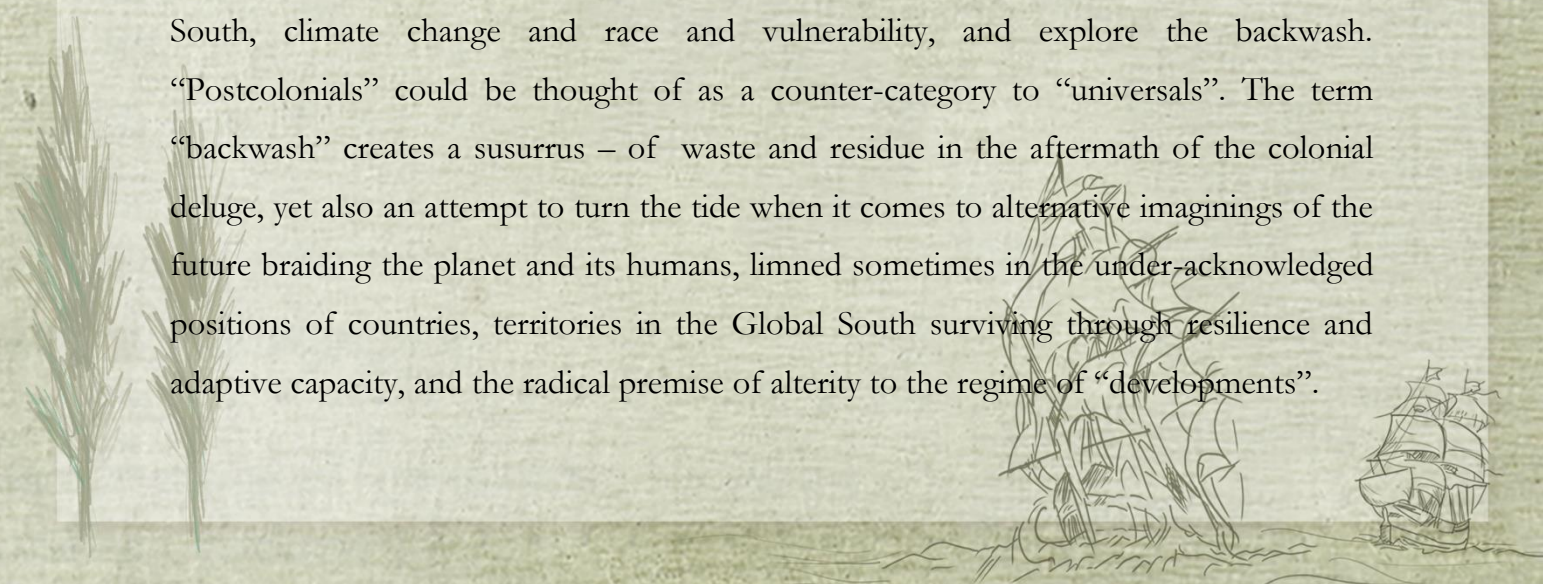 South, climate change and race and vulnerability, and explore the backwash.
“Postcolonials” could be thought of as a counter-category to “universals”. The term
“backwash” creates a susurrus – of waste and residue in the aftermath of the colonial
deluge, yet also an attempt to turn the tide when it comes to alternative imaginings of the
future braiding the planet and its humans, limned sometimes in the under-acknowledged
positions of countries, territories in the Global South surviving through resilience and
adaptive capacity, and the radical premise of alterity to the regime of “developments”.